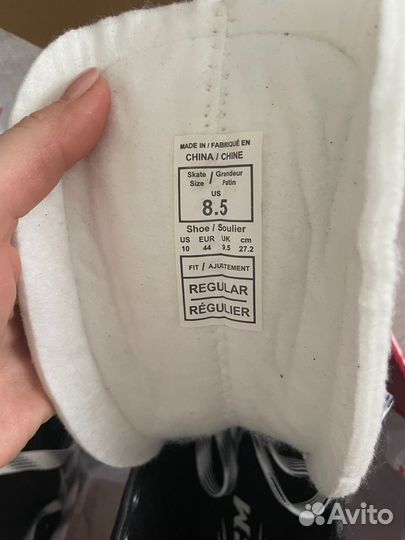 MADE IN / FABRIQUÉ EN
CHINA / CHINE
Skate / Grandeur
Size / Patin
US
8.5
Shoe / Soulier
US EUR UK cm
10 44 9.5 27.2
FIT / AJUSTEMENT
REGULAR
RÉGULIER
Avito